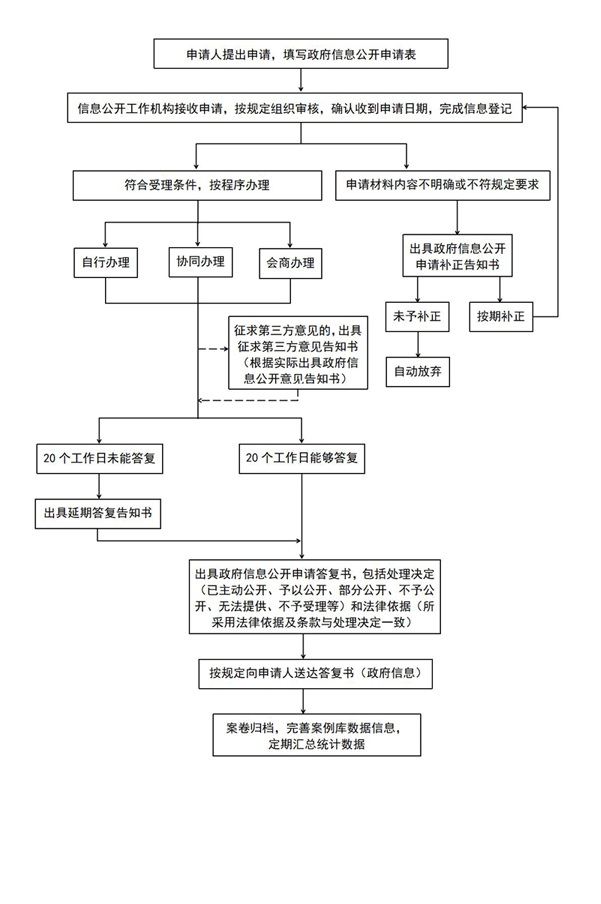 申请人提出申请，填写政府信息公开申请表
信息公开工作机构接收申请，按规定组织审核，确认收到申请日期，完成信息登记
符合受理条件，按程序办理
申请材料内容不明确或不符规定要求
自行办理
协同办理
会商办理
出具政府信息公开
申请补正告知书
未予补正
按期补正
自动放弃
征求第三方意见的，出具
征求第三方意见告知书
（根据实际出具政府信
息公开意见告知书）
20个工作日未能答复
20个工作日能够答复
出具延期答复告知书
出具政府信息公开申请答复书，包括处理决定
（已主动公开、予以公开、部分公开、不予公
开、无法提供、不予受理等）和法律依据（所
采用法律依据及条款与处理决定一致）
按规定向申请人送达答复书（政府信息）
案卷归档，完善案例库数据信息，
定期汇总统计数据